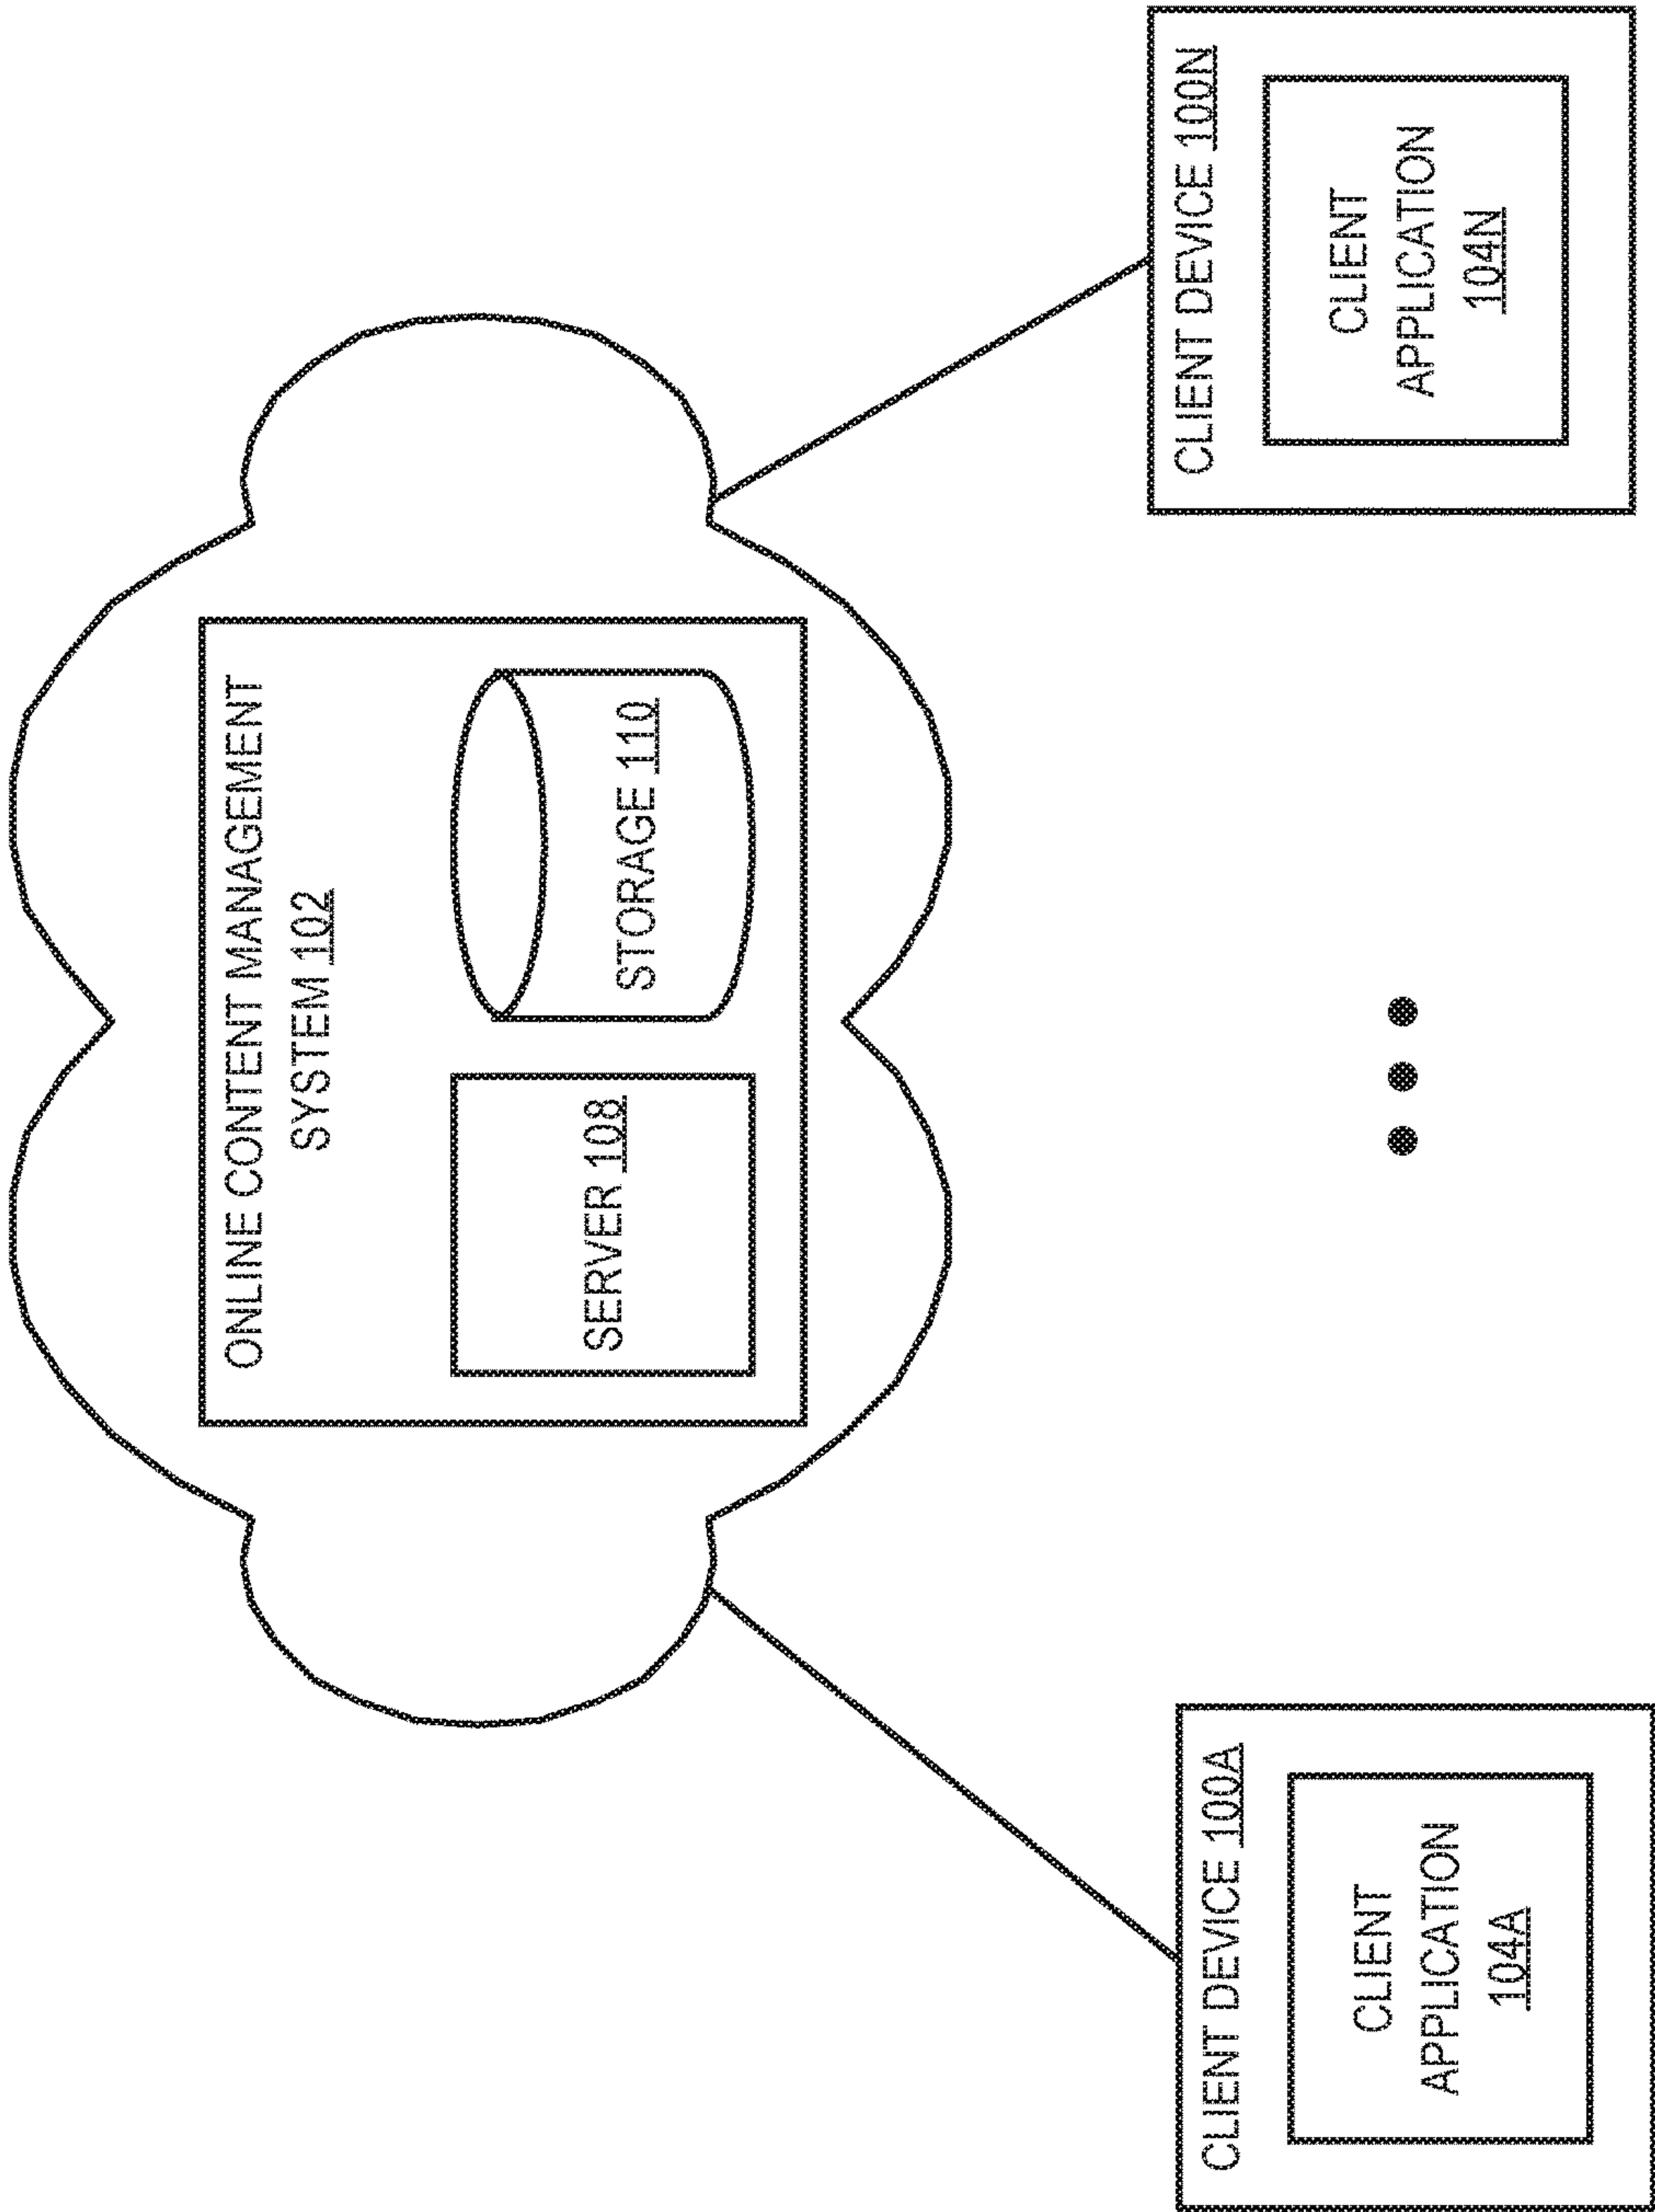 ONLINE CONTENT MANAGEMENT
SYSTEM 102
SERVER 108
STORAGE 110
CLIENT DEVICE 100A
CLIENT
APPLICATION
104A
CLIENT DEVICE 100N
CLIENT
APPLICATION
104N